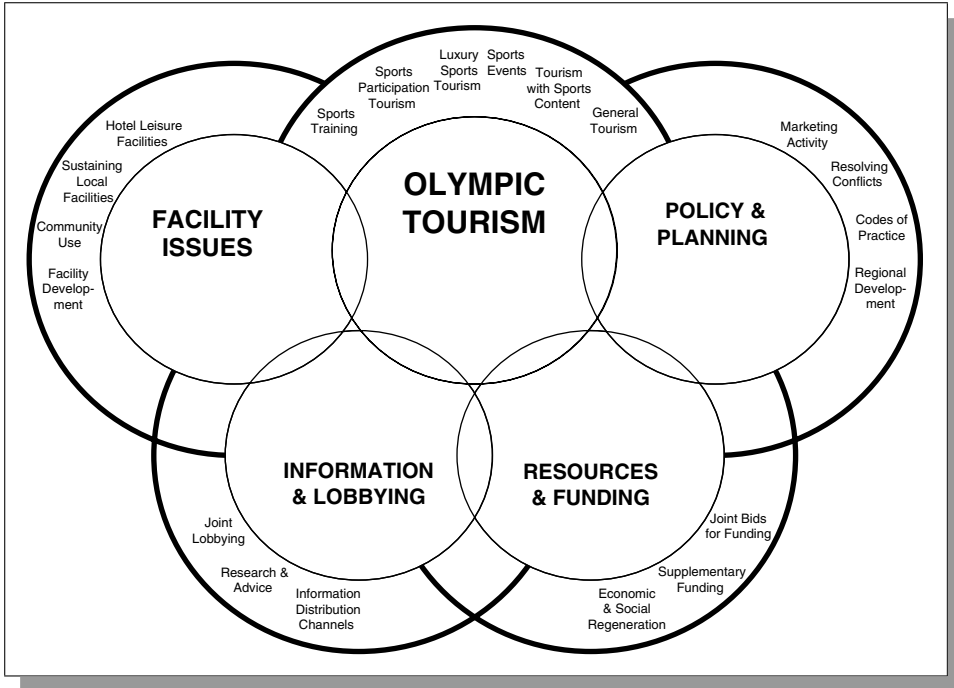 Luxury
Sports
Tourism
Sports
Events
Sports
Participation
Tourism
Tourism
with Sports
Content
Sports
Training
General
Tourism
Hotel Leisure
Facilities
Sustaining
Local
Facilities
Community
Use
Facility
Develop-
ment
FACILITY
ISSUES
OLYMPIC
TOURISM
POLICY &
PLANNING
Marketing
Activity
Resolving
Conflicts
Codes of
Practice
Regional
Develop-
ment
INFORMATION
& LOBBYING
RESOURCES
& FUNDING
Joint
Lobbying
Research &
Advice
Information
Distribution
Channels
Joint Bids
for Funding
Supplementary
Funding
Economic
& Social
Regeneration